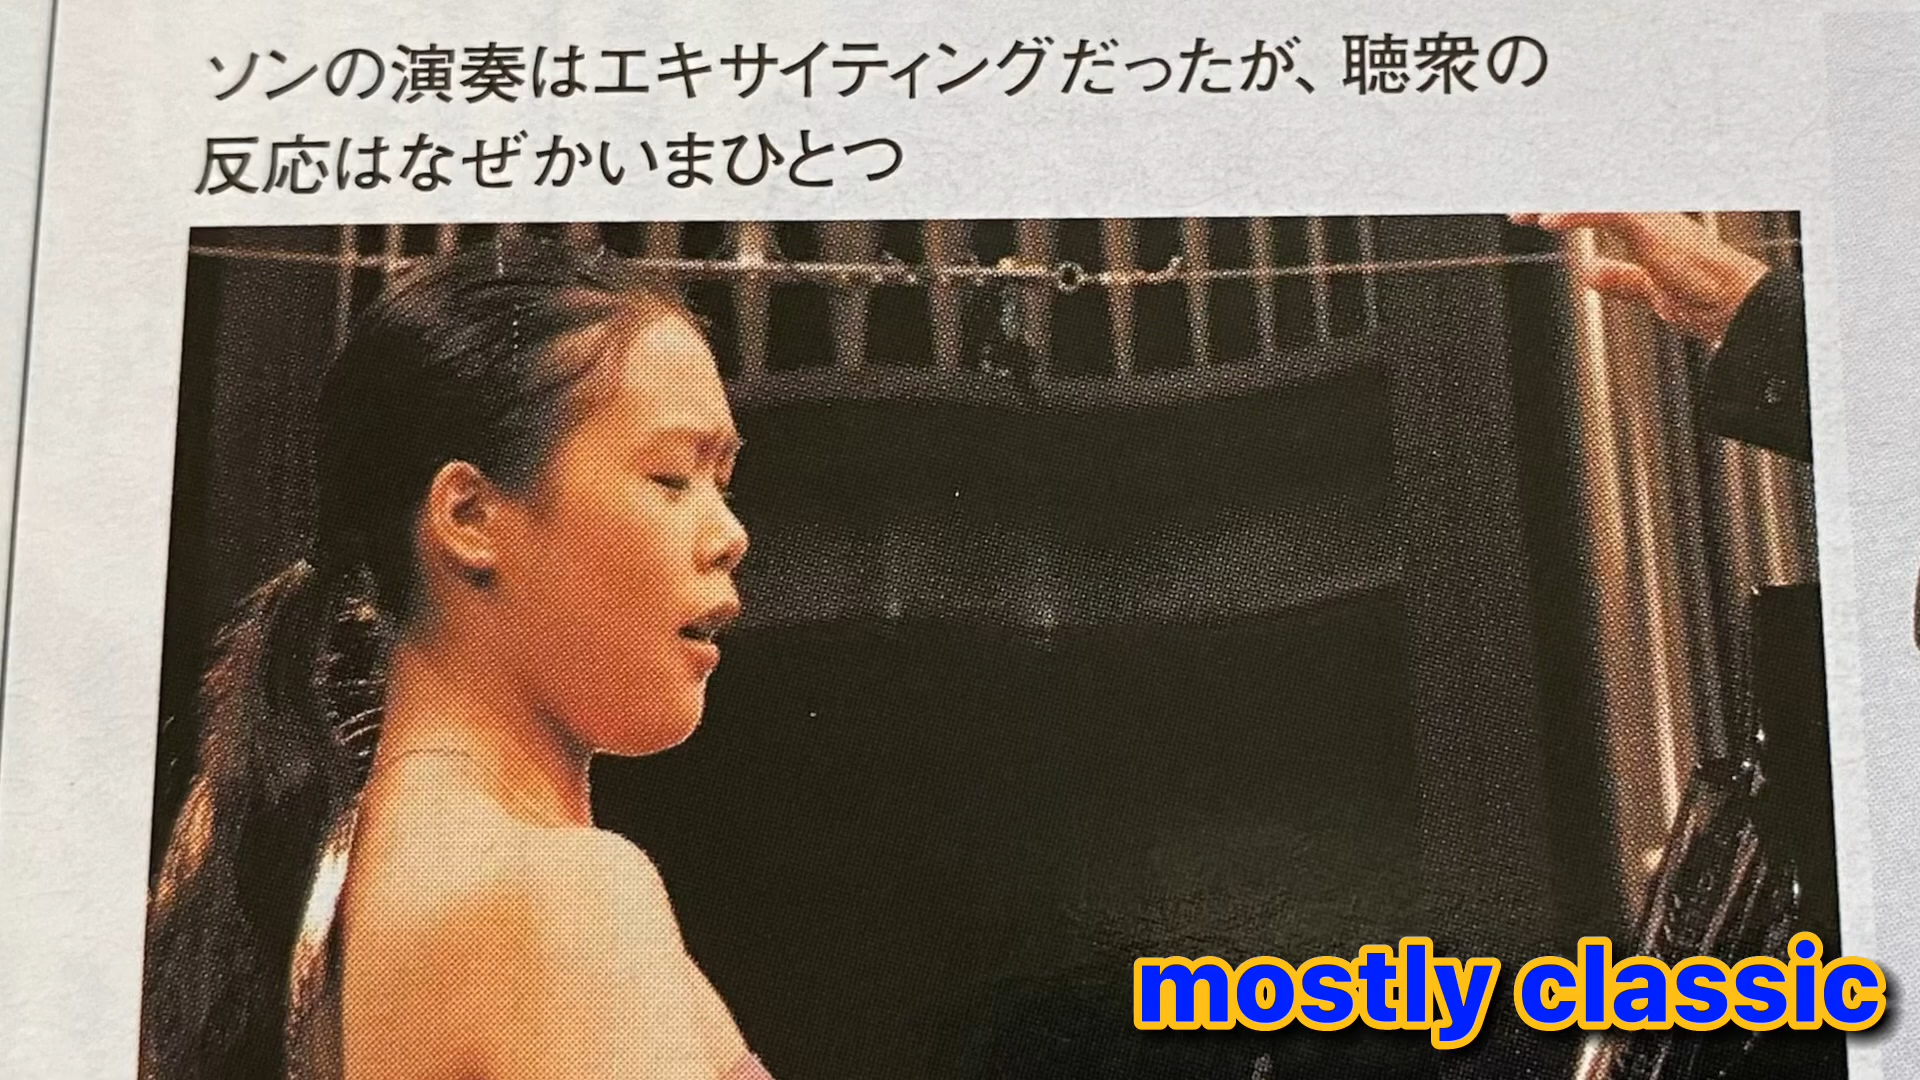 ソンの演奏はエキサイティングだったが、聴衆の
反応はなぜかいまひとつ
mostly classic